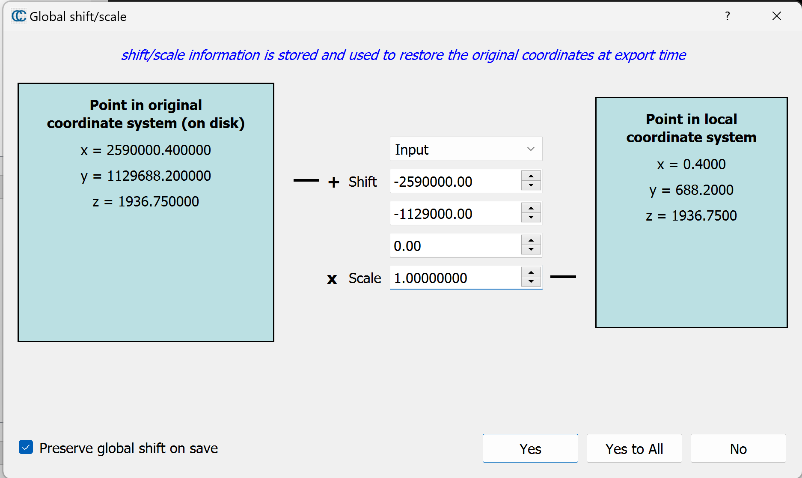 Global shift/scale
?
shift/scale information is stored and used to restore the original coordinates at export time
Point in original
coordinate system (on disk)
x = 2590000.400000
y = 1129688.200000
z = 1936.750000
Input
+ Shift -2590000.00
-1129000.00
0.00
x Scale 1.00000000
Point in local
coordinate system
x = 0.4000
y = 688.2000
z = 1936.7500
Preserve global shift on save
Yes
Yes to All
No